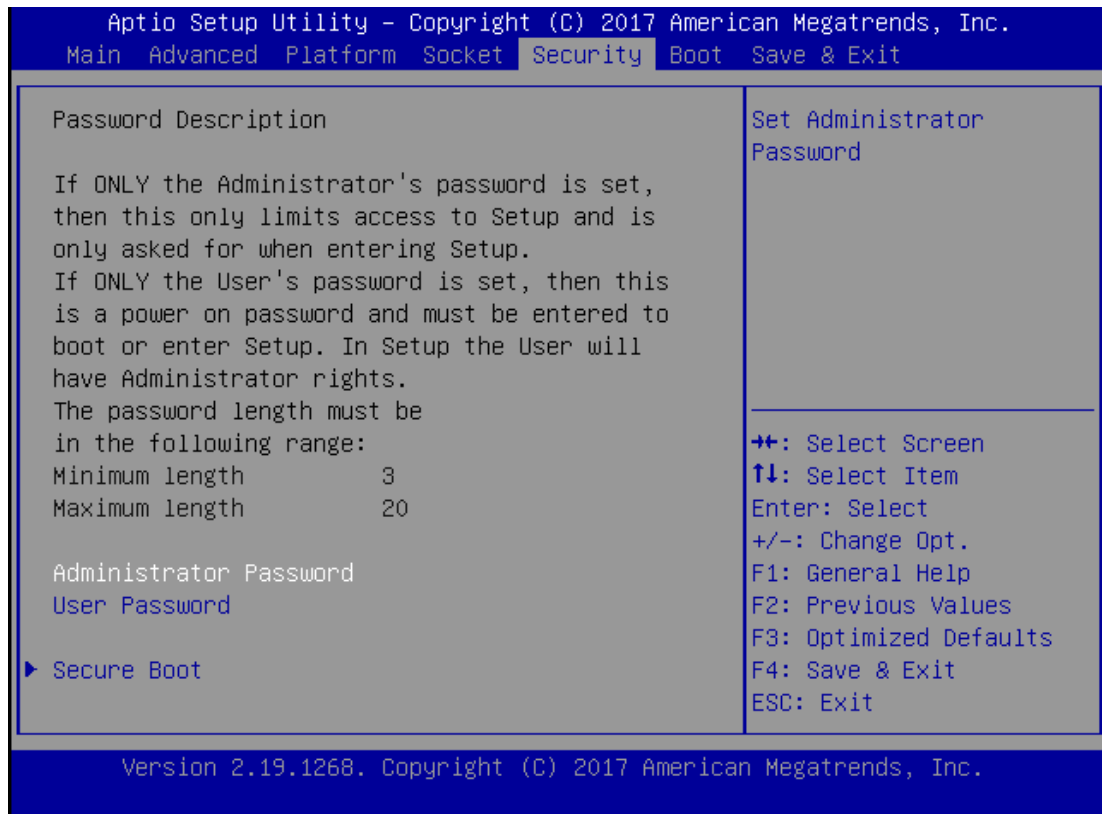 Aptio Setup Utility – Copyright (C) 2017 American Megatrends, Inc.
Main Advanced Platform Socket Security Boot Save & Exit
Password Description
If ONLY the Administrator's password is set,
then this only limits access to Setup and is
only asked for when entering Setup.
If ONLY the User's password is set, then this
is a power on password and must be entered to
boot or enter Setup. In Setup the User will
have Administrator rights.
The password length must be
in the following range:
Minimum length 3
Maximum length 20
Administrator Password
User Password
Secure Boot
Set Administrator
Password
→←: Select Screen
↑↓: Select Item
Enter: Select
+/-: Change Opt.
F1: General Help
F2: Previous Values
F3: Optimized Defaults
F4: Save & Exit
ESC: Exit
Version 2.19.1268. Copyright (C) 2017 American Megatrends, Inc.